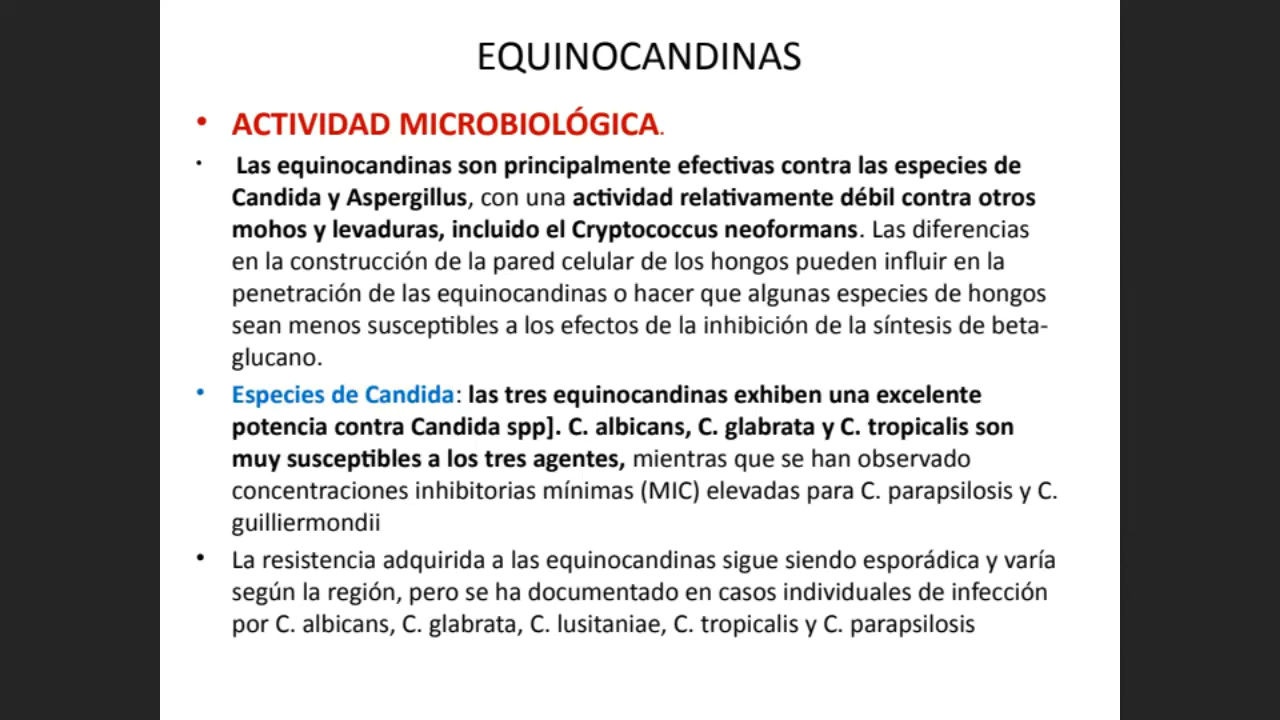 EQUINOCANDINAS
• ACTIVIDAD MICROBIOLÓGICA.
• Las equinocandinas son principalmente efectivas contra las especies de
Candida y Aspergillus, con una actividad relativamente débil contra otros
mohos y levaduras, incluido el Cryptococcus neoformans. Las diferencias
en la construcción de la pared celular de los hongos pueden influir en la
penetración de las equinocandinas o hacer que algunas especies de hongos
sean menos susceptibles a los efectos de la inhibición de la síntesis de beta-
glucano.
• Especies de Candida: las tres equinocandinas exhiben una excelente
potencia contra Candida spp]. C. albicans, C. glabrata y C. tropicalis son
muy susceptibles a los tres agentes, mientras que se han observado
concentraciones inhibitorias mínimas (MIC) elevadas para C. parapsilosis y C.
guilliermondii
• La resistencia adquirida a las equinocandinas sigue siendo esporádica y varía
según la región, pero se ha documentado en casos individuales de infección
por C. albicans, C. glabrata, C. lusitaniae, C. tropicalis y C. parapsilosis